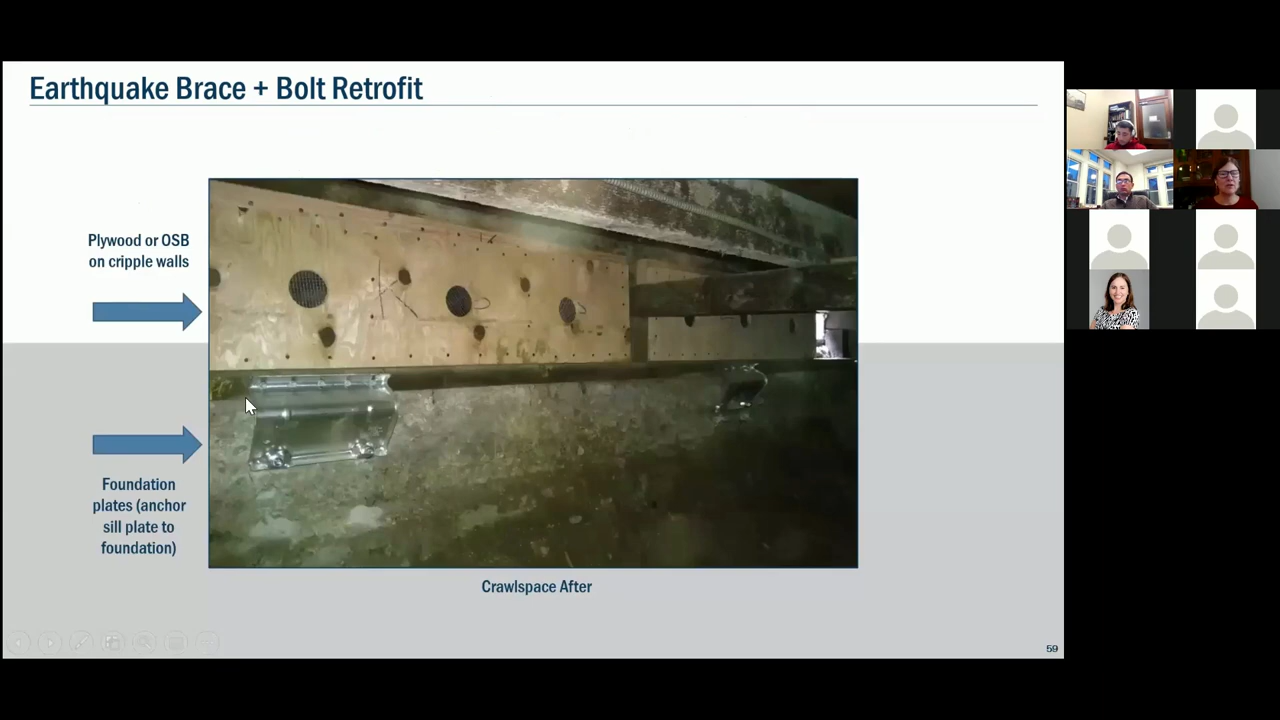 Earthquake Brace + Bolt Retrofit
Plywood or OSB
on cripple walls
Foundation
plates (anchor
sill plate to
foundation)
Crawlspace After
59